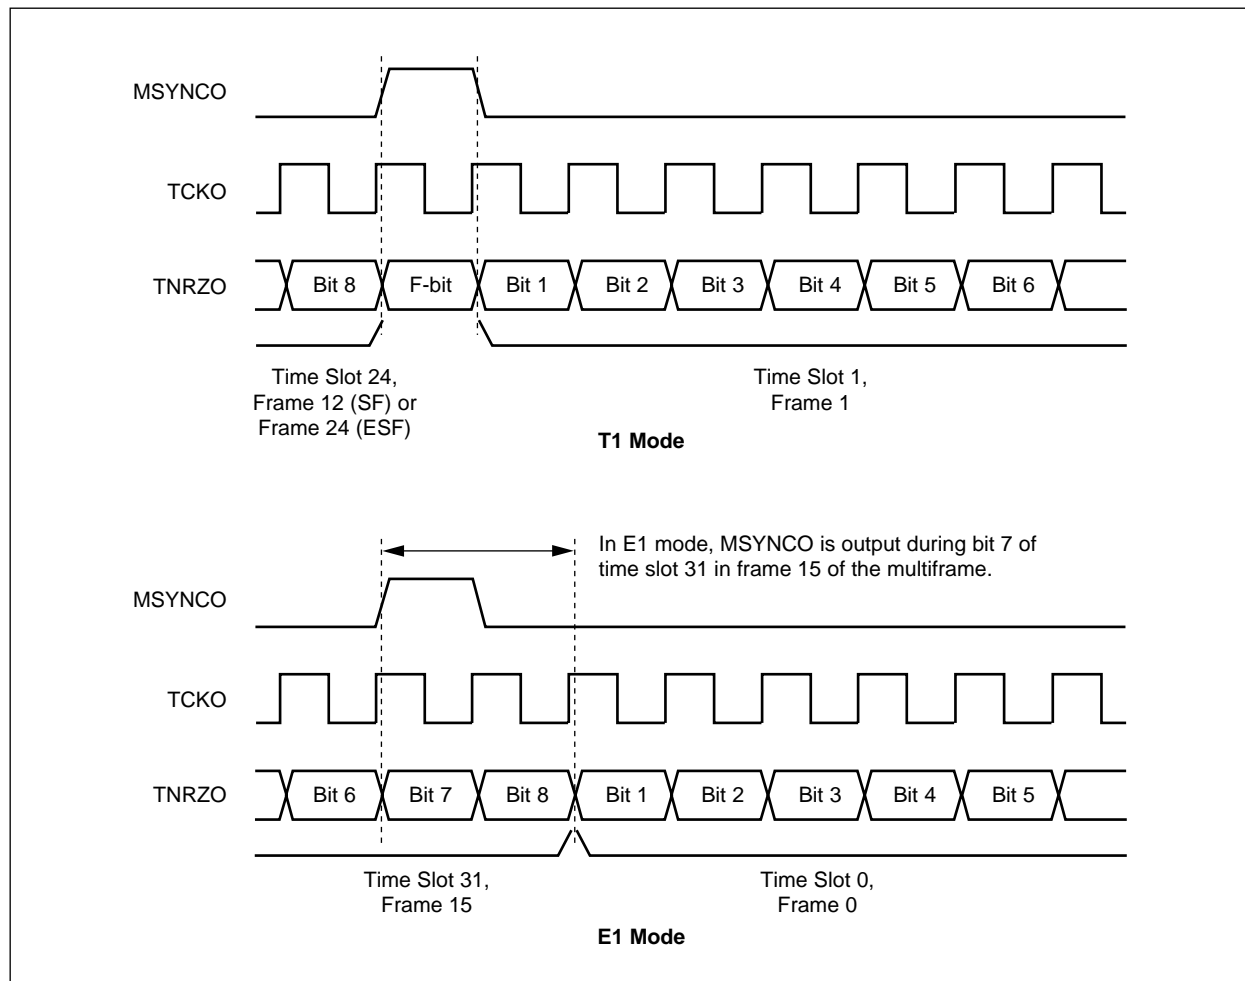 MSYNCO
TCKO
TNRZO
Bit 8
F-bit
Bit 1
Bit 2
Bit 3
Bit 4
Bit 5
Bit 6
Time Slot 24,
Frame 12 (SF) or
Frame 24 (ESF)
Time Slot 1,
Frame 1
T1 Mode
In E1 mode, MSYNCO is output during bit 7 of
time slot 31 in frame 15 of the multiframe.
MSYNCO
TCKO
TNRZO
Bit 6
Bit 7
Bit 8
Bit 1
Bit 2
Bit 3
Bit 4
Bit 5
Time Slot 31,
Frame 15
Time Slot 0,
Frame 0
E1 Mode